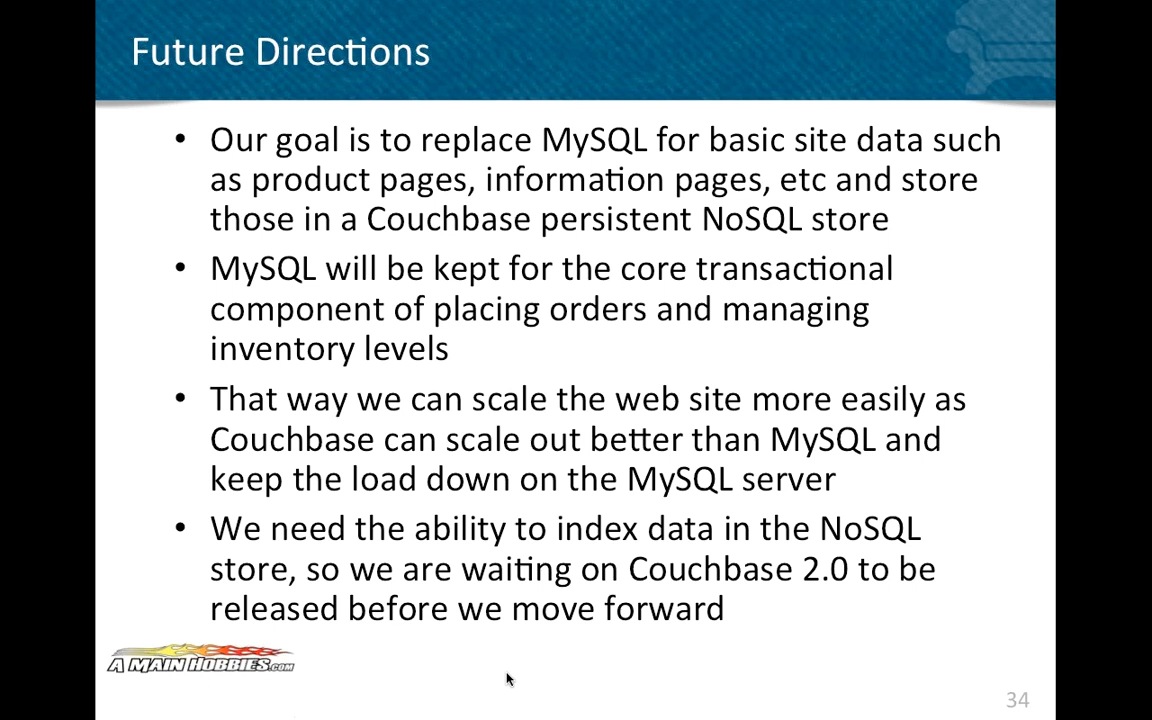 Future Directions
• Our goal is to replace MySQL for basic site data such
as product pages, information pages, etc and store
those in a Couchbase persistent NoSQL store
• MySQL will be kept for the core transactional
component of placing orders and managing
inventory levels
• That way we can scale the web site more easily as
Couchbase can scale out better than MySQL and
keep the load down on the MySQL server
• We need the ability to index data in the NoSQL
store, so we are waiting on Couchbase 2.0 to be
released before we move forward
A MAIN HOBBIES.COM
34